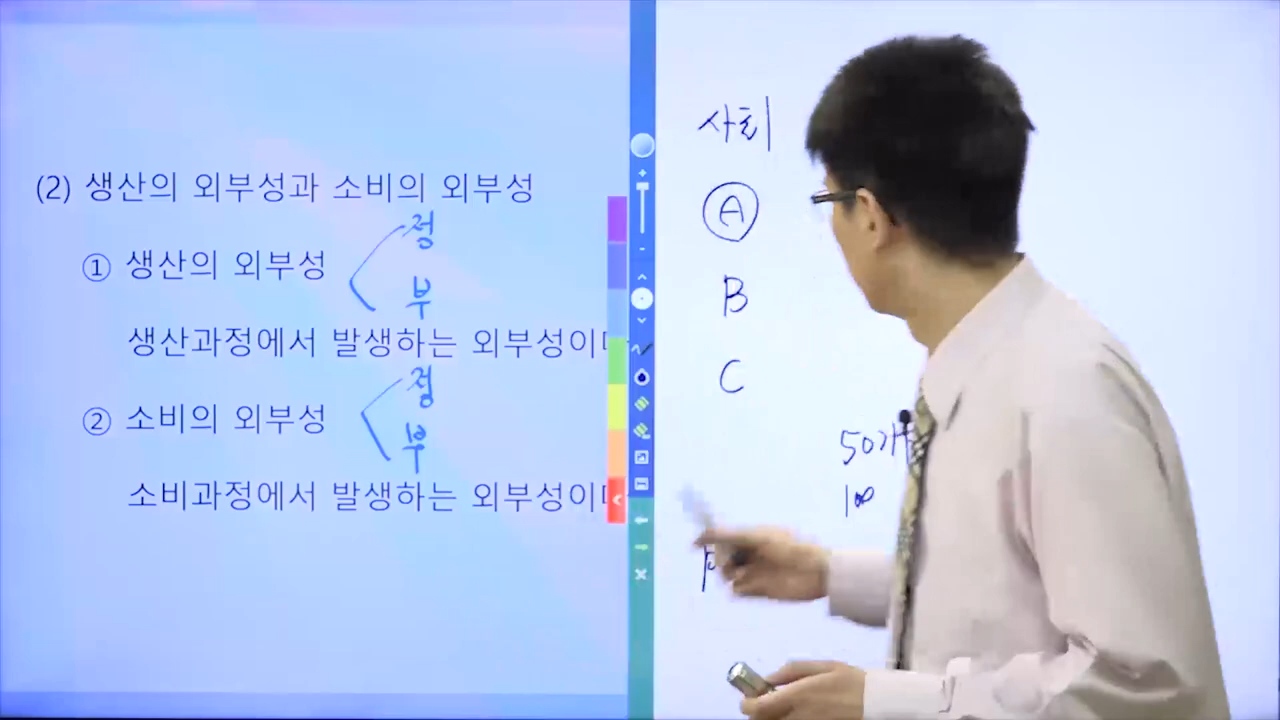 (2) 생산의 외부성과 소비의 외부성
정
① 생산의 외부성
부
생산과정에서 발생하는 외부성이
정
② 소비의 외부성
부
소비과정에서 발생하는 외부성이
사회
A
B
C
50개
100